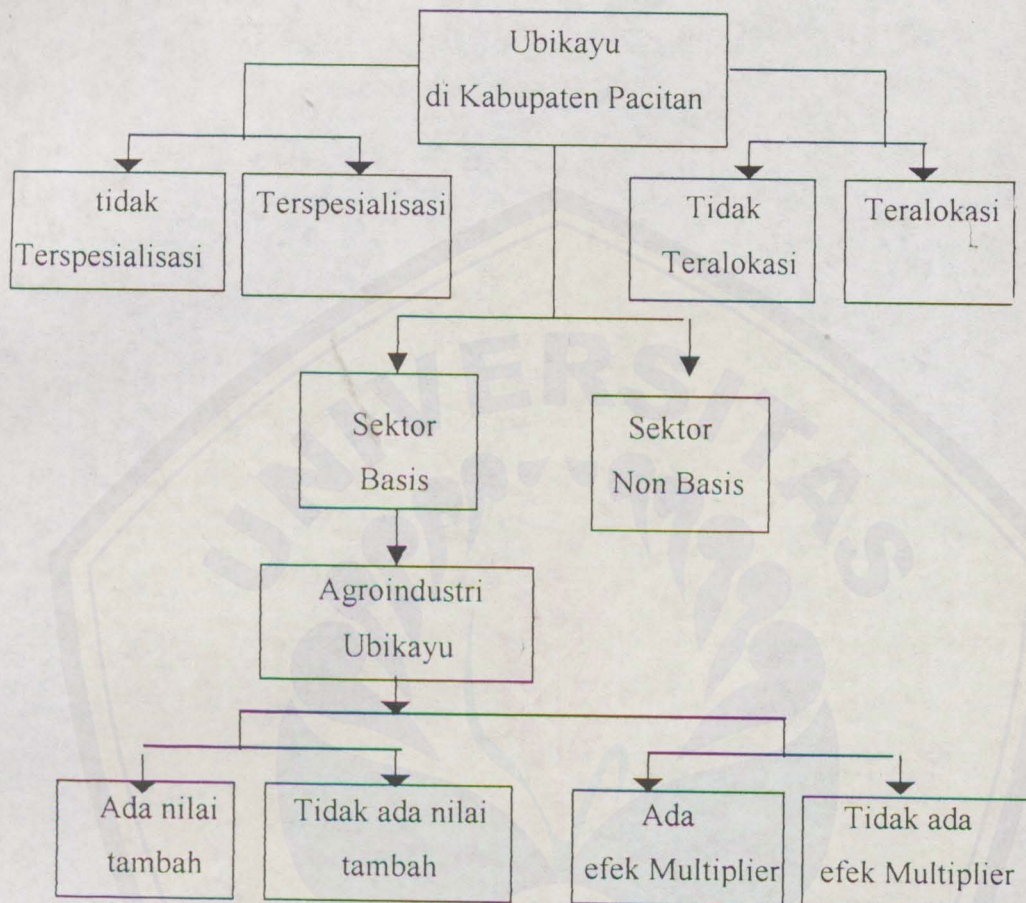 Ubikayu
di Kabupaten Pacitan
tidak
Terspesialisasi
Terspesialisasi
Tidak
Teralokasi
Teralokasi
UNIVERSITAS
Sektor
Basis
Sektor
Non Basis
Agroindustri
Ubikayu
Ada nilai
tambah
Tidak ada nilai
tambah
Ada
efek Multiplier
Tidak ada
efek Multiplier